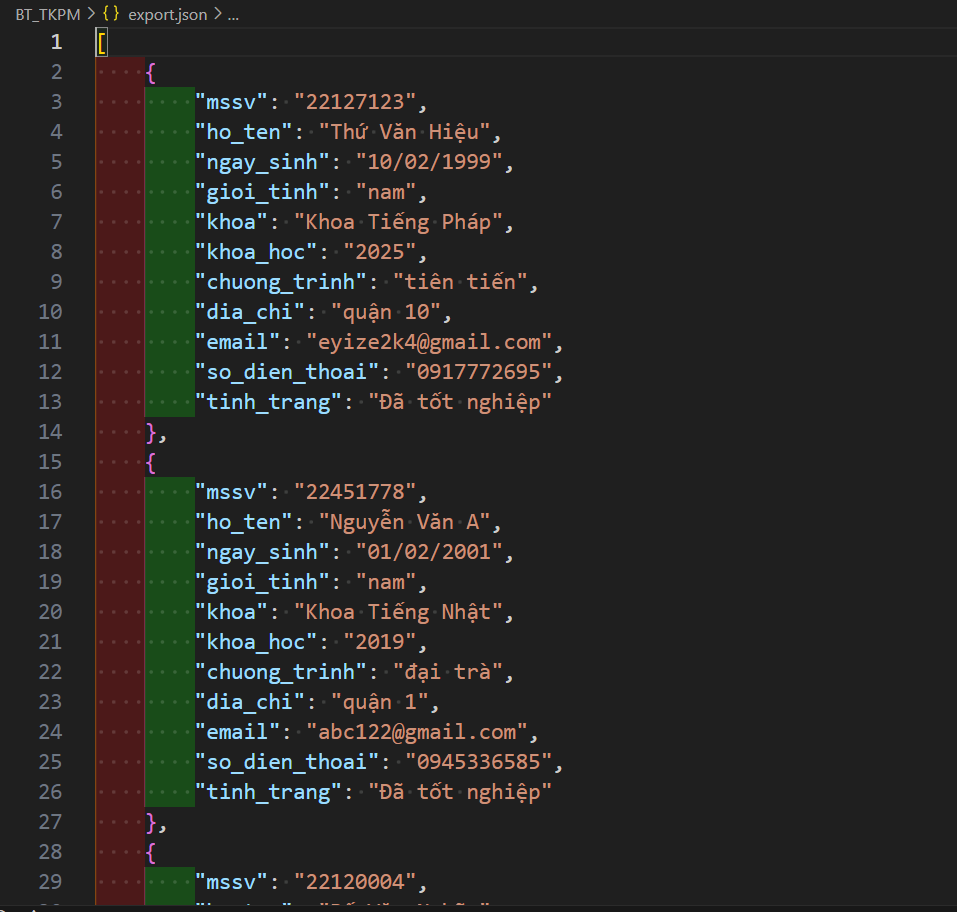 BT_TKPM > {} export.json > ...
1 [
2 {
3 "mssv": "22127123",
4 "ho_ten": "Thứ Văn Hiệu",
5 "ngay_sinh": "10/02/1999",
6 "gioi_tinh": "nam",
7 "khoa": "Khoa Tiếng Pháp",
8 "khoa_hoc": "2025",
9 "chuong_trinh": "tiên tiến",
10 "dia_chi": "quận 10",
11 "email": "eyize2k4@gmail.com",
12 "so_dien_thoai": "0917772695",
13 "tinh_trang": "Đã tốt nghiệp"
14 },
15 {
16 "mssv": "22451778",
17 "ho_ten": "Nguyễn Văn A",
18 "ngay_sinh": "01/02/2001",
19 "gioi_tinh": "nam",
20 "khoa": "Khoa Tiếng Nhật",
21 "khoa_hoc": "2019",
22 "chuong_trinh": "đại trà",
23 "dia_chi": "quận 1",
24 "email": "abc122@gmail.com",
25 "so_dien_thoai": "0945336585",
26 "tinh_trang": "Đã tốt nghiệp"
27 },
28 {
29 "mssv": "22120004",